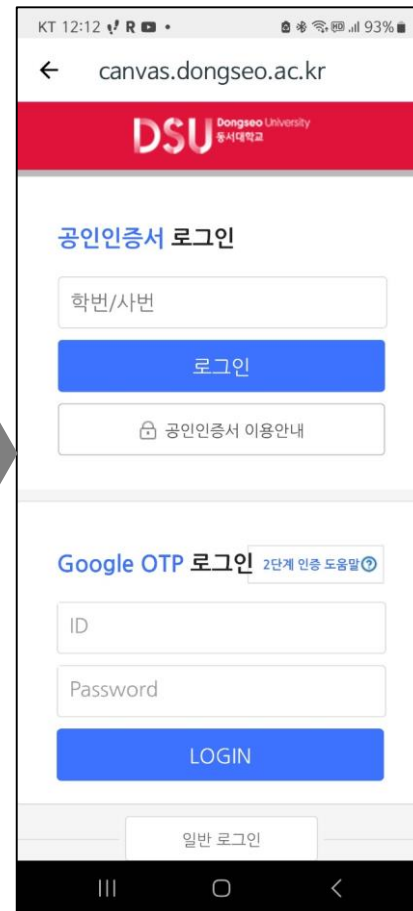 KT 12:12 R •
93%
canvas.dongseo.ac.kr
DSU Dongseo University
동서대학교
공인인증서 로그인
학번/사번
로그인
공인인증서 이용안내
Google OTP 로그인 2단계 인증 도움말?
ID
Password
LOGIN
일반 로그인